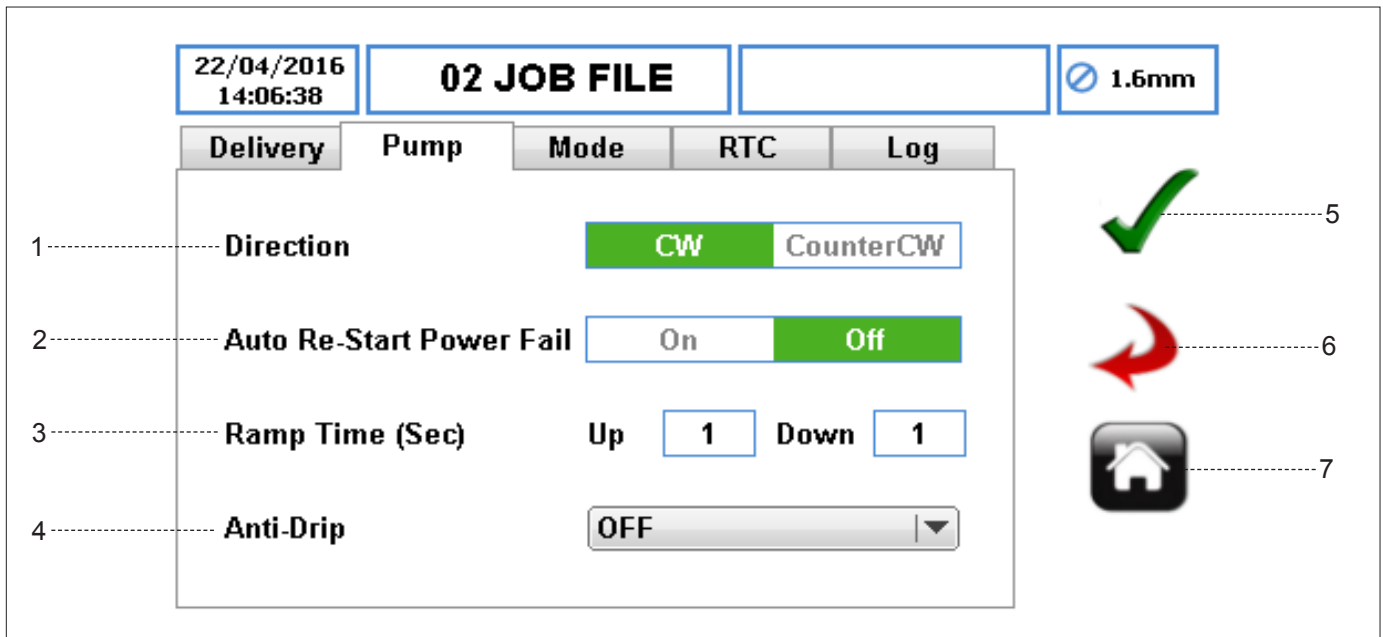 22/04/2016
14:06:38
02 JOB FILE
1.6mm
Delivery Pump Mode RTC Log
1 Direction CW CounterCW 5
2 Auto Re-Start Power Fail On Off 6
3 Ramp Time (Sec) Up 1 Down 1
7
4 Anti-Drip OFF